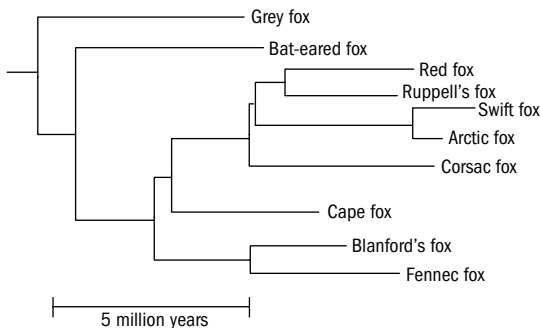 Grey fox
Bat-eared fox
Red fox
Ruppell's fox
Swift fox
Arctic fox
Corsac fox
Cape fox
Blanford's fox
Fennec fox
5 million years